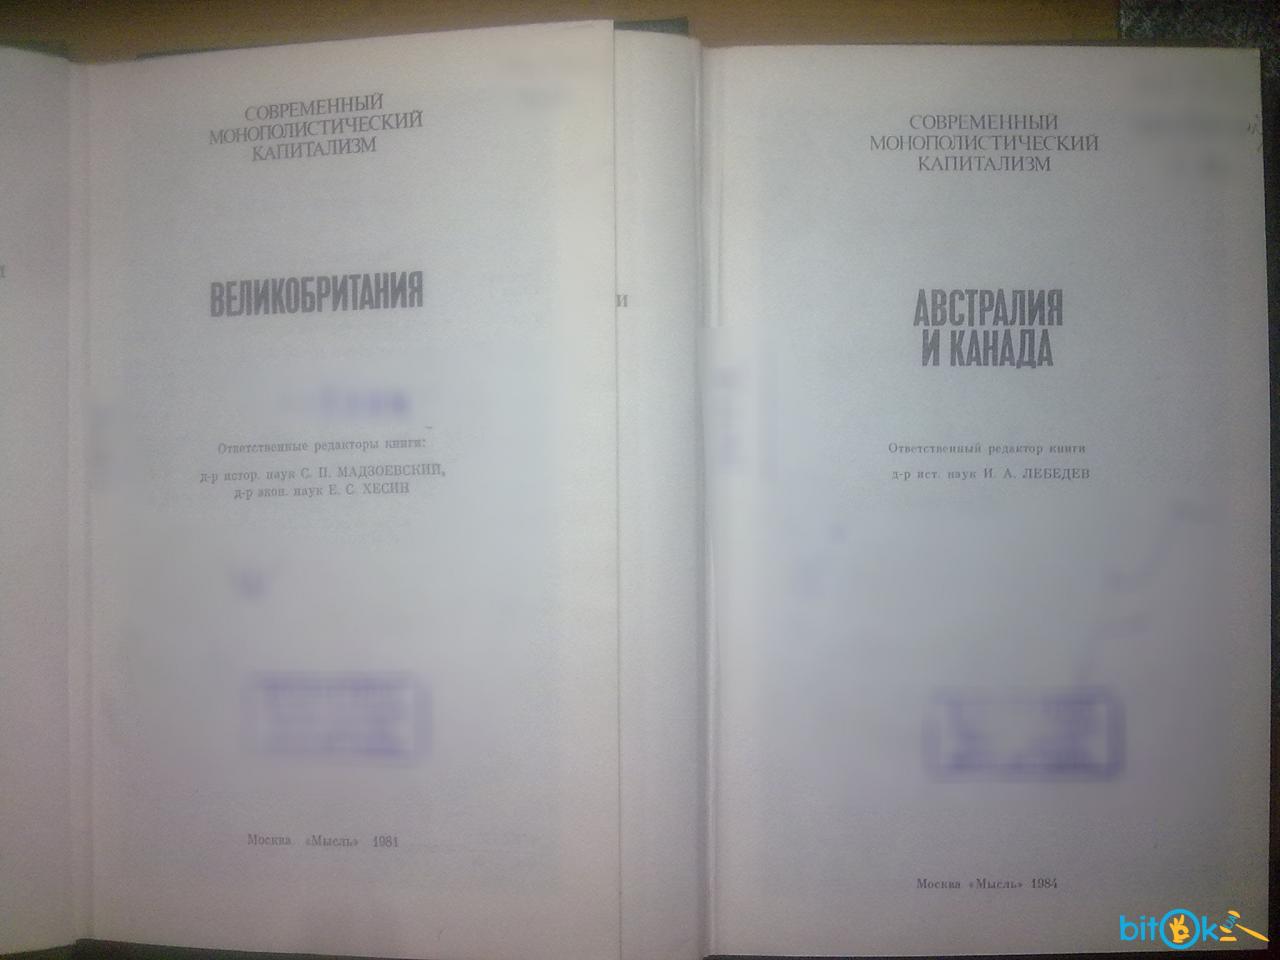 СОВРЕМЕННЫЙ
МОНОПОЛИСТИЧЕСКИЙ
КАПИТАЛИЗМ
ВЕЛИКОБРИТАНИЯ
Ответственные редакторы книги:
д-р истор. наук С. П. МАДЗОЕВСКИЙ,
д-р экон. наук Е. С. ХЕСИН
Москва «Мысль» 1981
И
СОВРЕМЕННЫЙ
МОНОПОЛИСТИЧЕСКИЙ
КАПИТАЛИЗМ
АВСТРАЛИЯ
И КАНАДА
Ответственный редактор книги
д-р ист. наук И. А. ЛЕБЕДЕВ
Москва «Мысль» 1984
bitOk